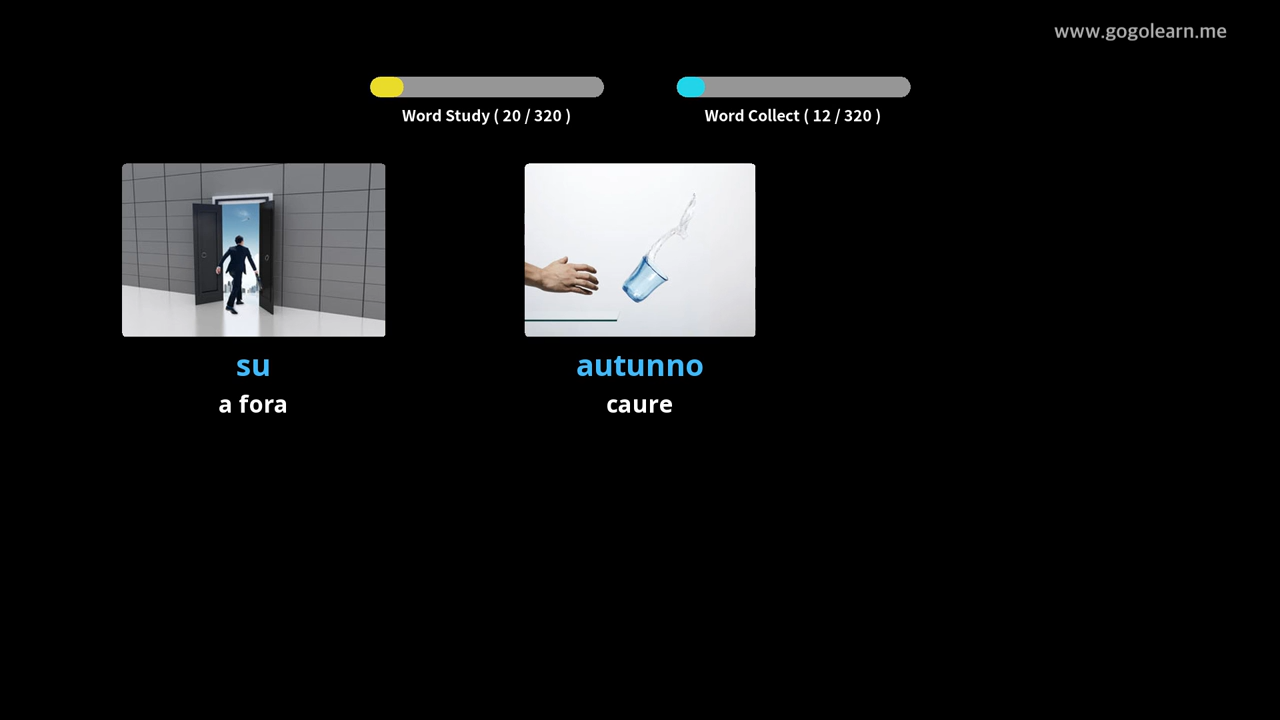 www.gogolearn.me
Word Study ( 20 / 320 )
Word Collect ( 12 / 320 )
su
a fora
autunno
caure